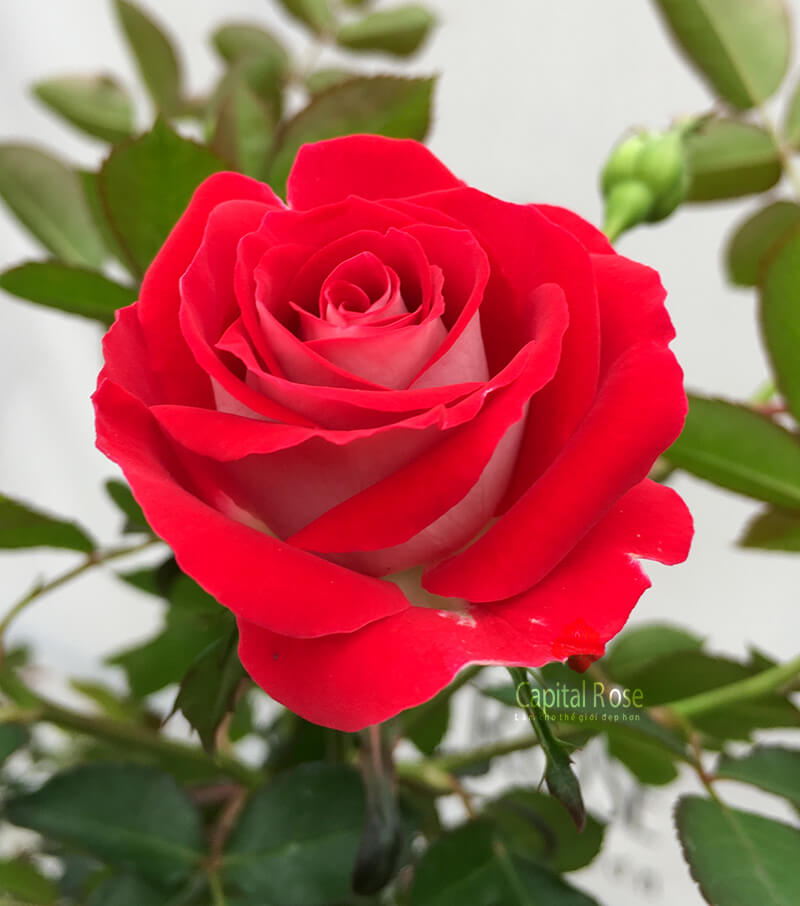 Capital Rose
Làm cho thế giới đẹp hơn